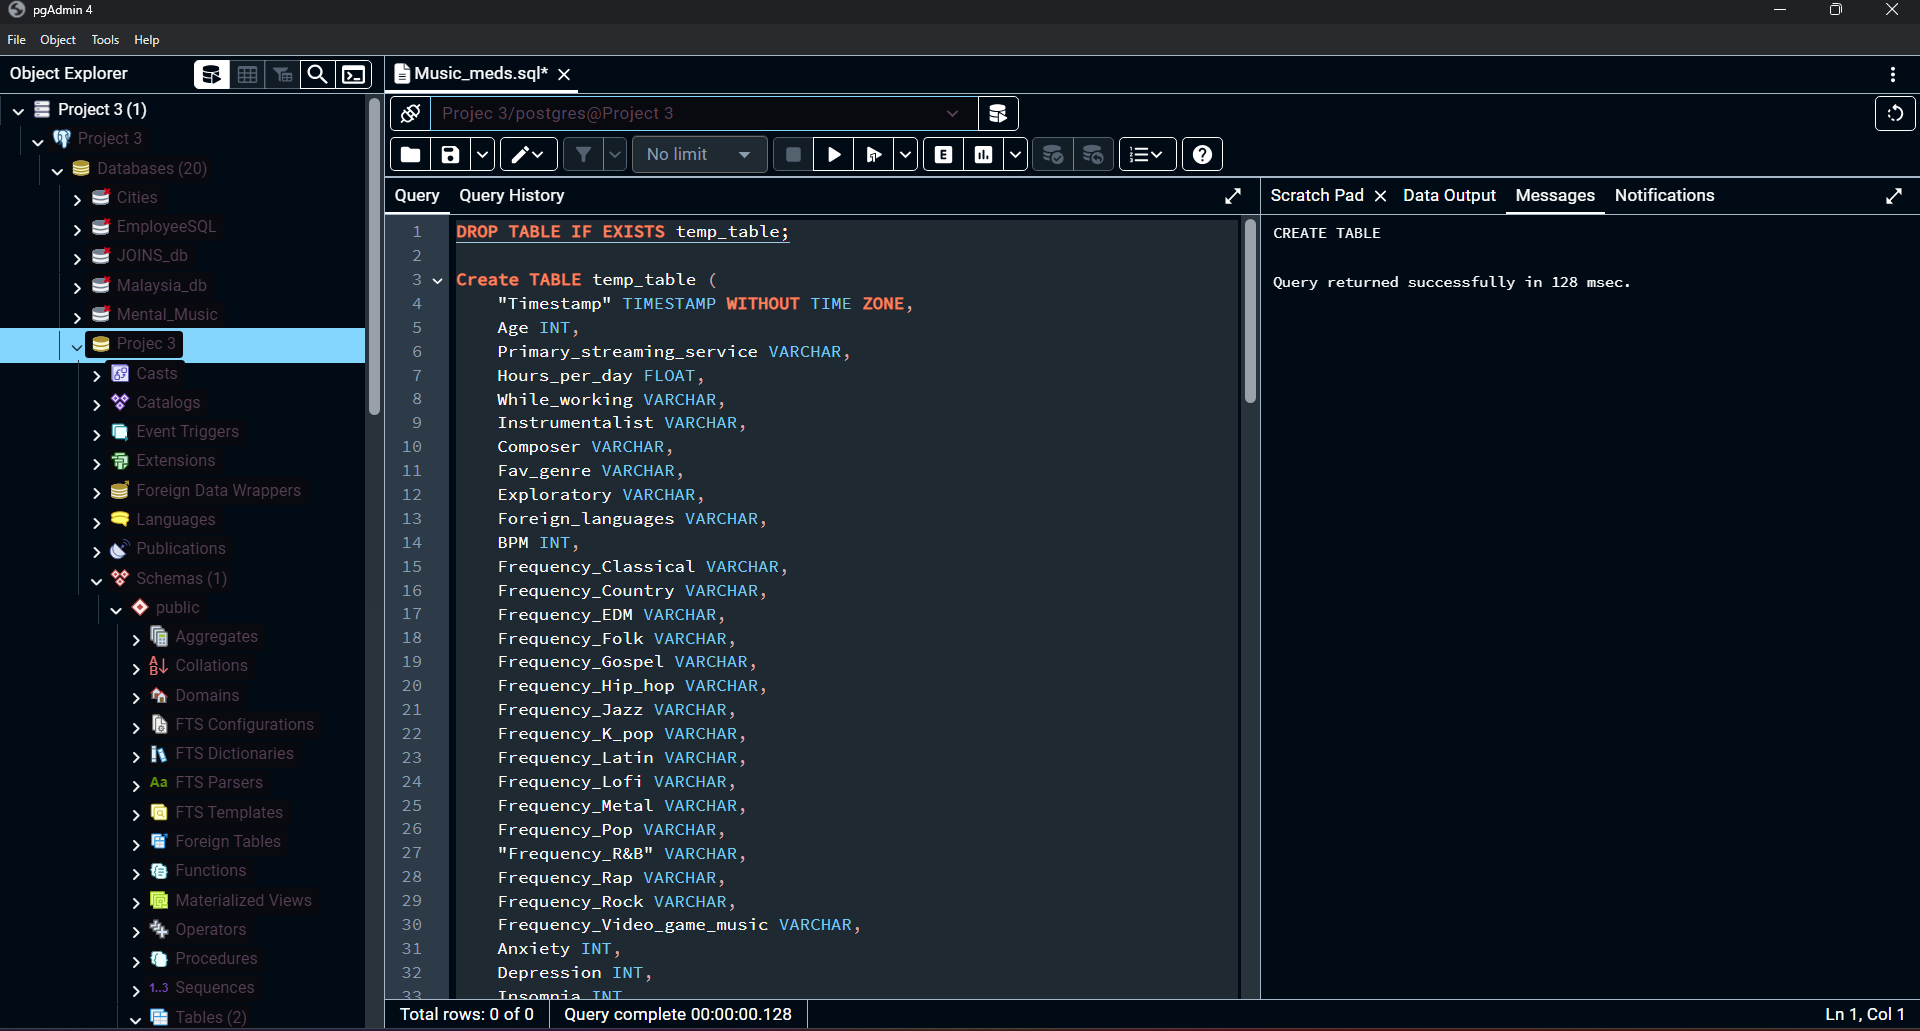 pgAdmin 4
File Object Tools Help
Object Explorer
Music_meds.sql*
Project 3 (1)
Project 3
Databases (20)
Cities
EmployeeSQL
JOINS_db
Malaysia_db
Mental_Music
Projec 3
Casts
Catalogs
Event Triggers
Extensions
Foreign Data Wrappers
Languages
Publications
Schemas (1)
public
Aggregates
Collations
Domains
FTS Configurations
FTS Dictionaries
Aa FTS Parsers
FTS Templates
Foreign Tables
Functions
Materialized Views
Operators
Procedures
1..3 Sequences
Tables (2)
Projec 3/postgres@Project 3
No limit
E
Query Query History
1 DROP TABLE IF EXISTS temp_table;
2
3 Create TABLE temp_table (
4 "Timestamp" TIMESTAMP WITHOUT TIME ZONE,
5 Age INT,
6 Primary_streaming_service VARCHAR,
7 Hours_per_day FLOAT,
8 While_working VARCHAR,
9 Instrumentalist VARCHAR,
10 Composer VARCHAR,
11 Fav_genre VARCHAR,
12 Exploratory VARCHAR,
13 Foreign_languages VARCHAR,
14 BPM INT,
15 Frequency_Classical VARCHAR,
16 Frequency_Country VARCHAR,
17 Frequency_EDM VARCHAR,
18 Frequency_Folk VARCHAR,
19 Frequency_Gospel VARCHAR,
20 Frequency_Hip_hop VARCHAR,
21 Frequency_Jazz VARCHAR,
22 Frequency_K_pop VARCHAR,
23 Frequency_Latin VARCHAR,
24 Frequency_Lofi VARCHAR,
25 Frequency_Metal VARCHAR,
26 Frequency_Pop VARCHAR,
27 "Frequency_R&B" VARCHAR,
28 Frequency_Rap VARCHAR,
29 Frequency_Rock VARCHAR,
30 Frequency_Video_game_music VARCHAR,
31 Anxiety INT,
32 Depression INT,
33 Insomnia INT
Scratch Pad Data Output Messages Notifications
CREATE TABLE
Query returned successfully in 128 msec.
Total rows: 0 of 0 Query complete 00:00:00.128 Ln 1, Col 1